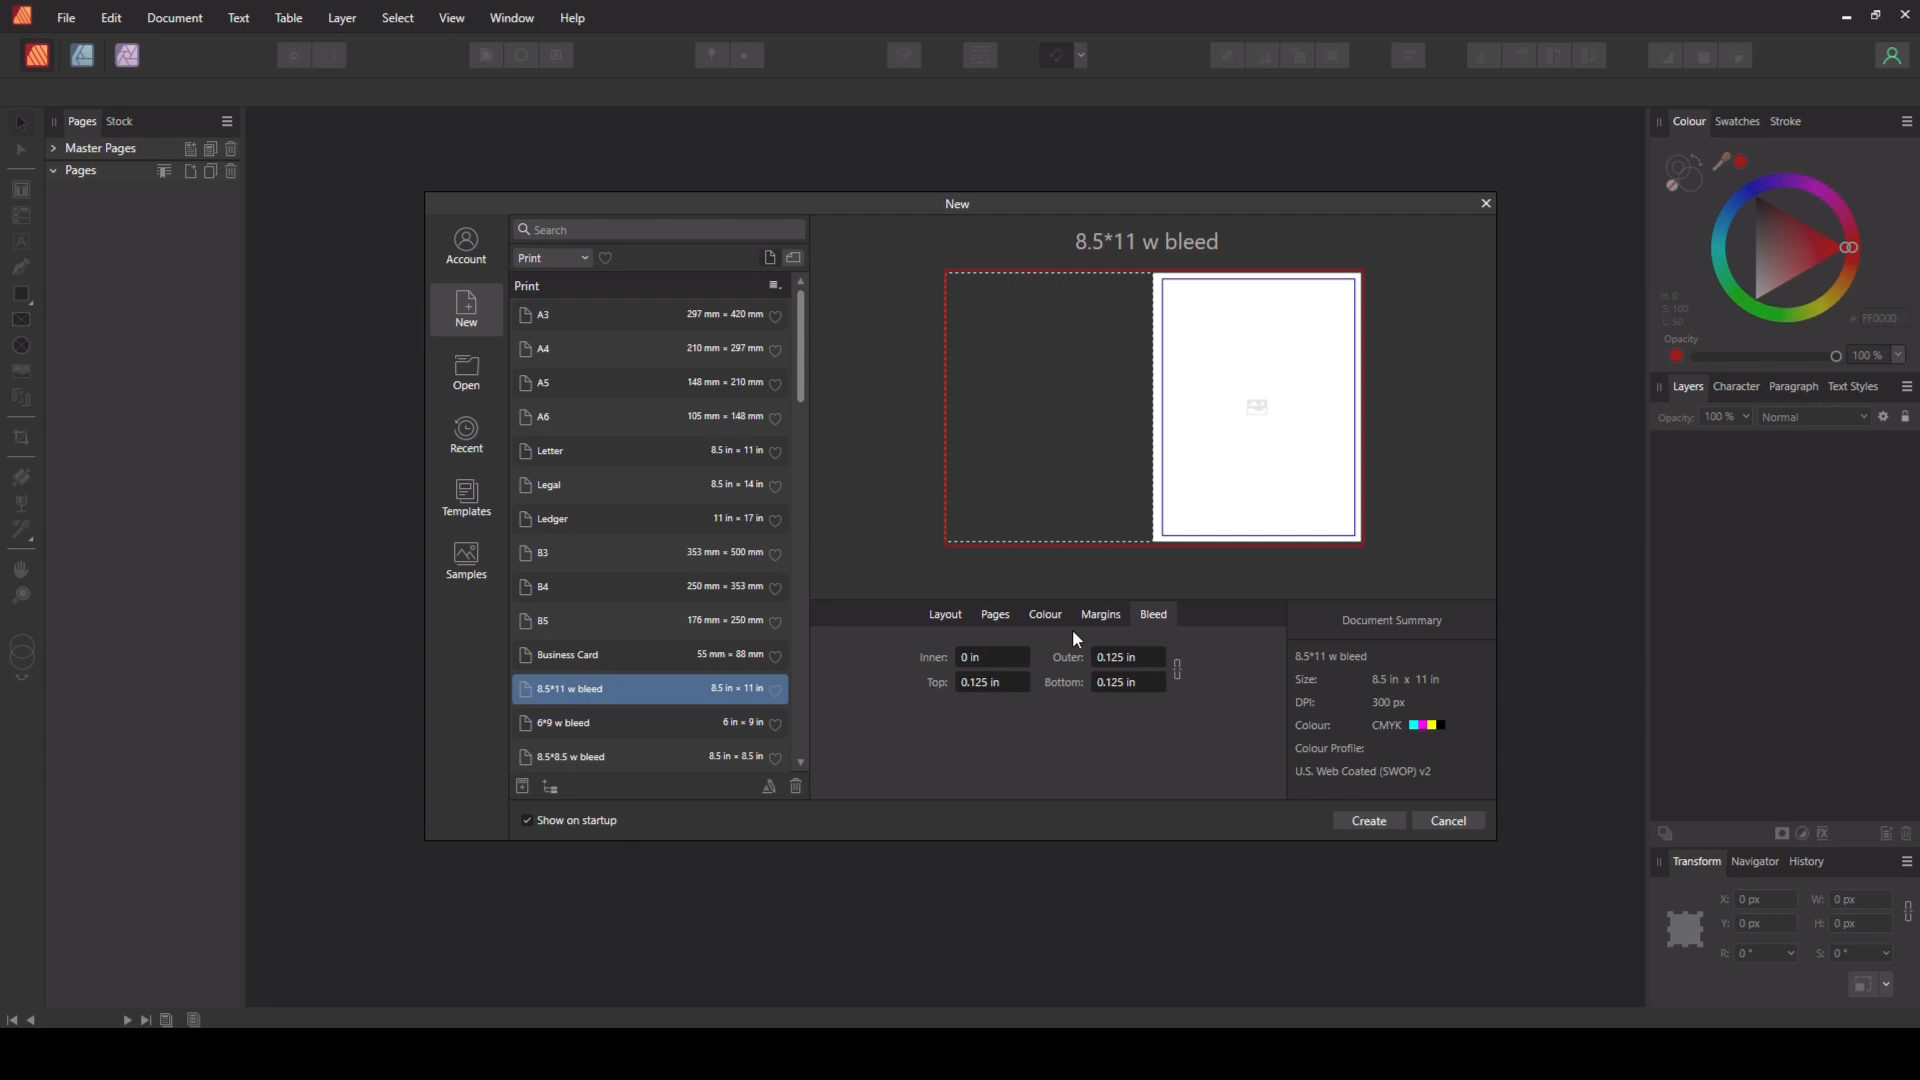 File Edit Document Text Table Layer Select View Window Help
Pages Stock
Master Pages
Pages
New
Account
New
Open
Recent
Templates
Samples
Search
Print
Print
A3 297 mm × 420 mm
A4 210 mm × 297 mm
A5 148 mm × 210 mm
A6 105 mm × 148 mm
Letter 8.5 in × 11 in
Legal 8.5 in × 14 in
Ledger 11 in × 17 in
B3 353 mm × 500 mm
B4 250 mm × 353 mm
B5 176 mm × 250 mm
Business Card 55 mm × 88 mm
8.5*11 w bleed 8.5 in × 11 in
6*9 w bleed 6 in × 9 in
8.5*8.5 w bleed 8.5 in × 8.5 in
Show on startup
8.5*11 w bleed
Layout Pages Colour Margins Bleed
Inner: 0 in Outer: 0.125 in
Top: 0.125 in Bottom: 0.125 in
Document Summary
8.5*11 w bleed
Size: 8.5 in x 11 in
DPI: 300 px
Colour: CMYK
Colour Profile:
U.S. Web Coated (SWOP) v2
Create Cancel
Colour Swatches Stroke
H: 0
S: 100
L: 50
#: FF0000
Opacity
100 %
Layers Character Paragraph Text Styles
Opacity: 100 % Normal
Transform Navigator History
X: 0 px W: 0 px
Y: 0 px H: 0 px
R: 0 ° S: 0 °